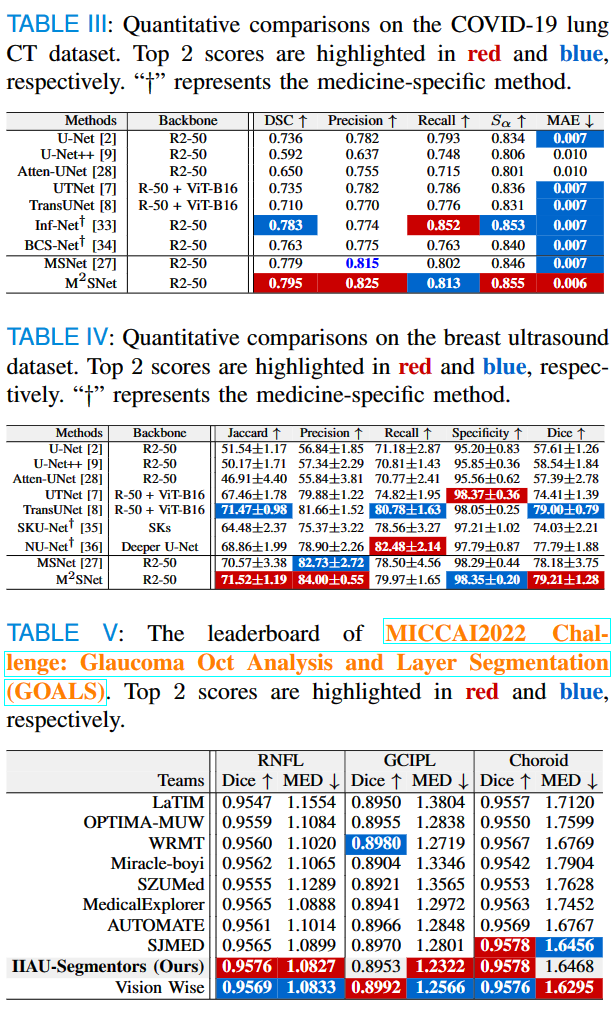 TABLE III: Quantitative comparisons on the COVID-19 lung
CT dataset. Top 2 scores are highlighted in red and blue,
respectively. “†” represents the medicine-specific method.
Methods Backbone DSC ↑ Precision ↑ Recall ↑ Sα ↑ MAE ↓
U-Net [2] R2-50 0.736 0.782 0.793 0.834 0.007
U-Net++ [9] R2-50 0.592 0.637 0.748 0.806 0.010
Atten-UNet [28] R2-50 0.650 0.755 0.715 0.801 0.010
UTNet [7] R-50 + ViT-B16 0.735 0.782 0.786 0.836 0.007
TransUNet [8] R-50 + ViT-B16 0.710 0.770 0.776 0.831 0.007
Inf-Net† [33] R2-50 0.783 0.774 0.852 0.853 0.007
BCS-Net† [34] R2-50 0.763 0.775 0.763 0.840 0.007
MSNet [27] R2-50 0.779 0.815 0.802 0.846 0.007
M²SNet R2-50 0.795 0.825 0.813 0.855 0.006
TABLE IV: Quantitative comparisons on the breast ultrasound
dataset. Top 2 scores are highlighted in red and blue, respec-
tively. “†” represents the medicine-specific method.
Methods Backbone Jaccard ↑ Precision ↑ Recall ↑ Specificity ↑ Dice ↑
U-Net [2] R2-50 51.54±1.17 56.84±1.85 71.18±2.87 95.20±0.83 57.61±1.26
U-Net++ [9] R2-50 50.17±1.71 57.34±2.29 70.81±1.43 95.85±0.36 58.54±1.84
Atten-UNet [28] R2-50 46.91±4.40 55.84±3.81 70.77±2.41 95.56±0.62 57.39±2.78
UTNet [7] R-50 + ViT-B16 67.46±1.78 79.88±1.22 74.82±1.95 98.37±0.36 74.41±1.39
TransUNet [8] R-50 + ViT-B16 71.47±0.98 81.66±1.52 80.78±1.63 98.05±0.25 79.00±0.79
SKU-Net† [35] SKs 64.48±2.37 75.37±3.22 78.56±3.27 97.21±1.02 74.03±2.21
NU-Net† [36] Deeper U-Net 68.86±1.99 78.90±2.26 82.48±2.14 97.79±0.87 77.79±1.88
MSNet [27] R2-50 70.57±3.38 82.73±2.72 78.50±4.56 98.29±0.44 78.18±3.75
M²SNet R2-50 71.52±1.19 84.00±0.55 79.97±1.65 98.35±0.20 79.21±1.28
TABLE V: The leaderboard of MICCAI2022 Chal-
lenge: Glaucoma Oct Analysis and Layer Segmentation
(GOALS). Top 2 scores are highlighted in red and blue,
respectively.
RNFL GCIPL Choroid
Teams Dice ↑ MED ↓ Dice ↑ MED ↓ Dice ↑ MED ↓
LaTIM 0.9547 1.1554 0.8950 1.3804 0.9557 1.7120
OPTIMA-MUW 0.9559 1.1084 0.8955 1.2838 0.9550 1.7599
WRMT 0.9560 1.1020 0.8980 1.2719 0.9567 1.6769
Miracle-boyi 0.9562 1.1065 0.8904 1.3346 0.9542 1.7904
SZUMed 0.9555 1.1289 0.8921 1.3565 0.9553 1.7628
MedicalExplorer 0.9565 1.0888 0.8941 1.2972 0.9563 1.7452
AUTOMATE 0.9561 1.1014 0.8966 1.2848 0.9569 1.6767
SJMED 0.9565 1.0899 0.8970 1.2801 0.9578 1.6456
IIAU-Segmentors (Ours) 0.9576 1.0827 0.8953 1.2322 0.9578 1.6468
Vision Wise 0.9569 1.0833 0.8992 1.2566 0.9576 1.6295